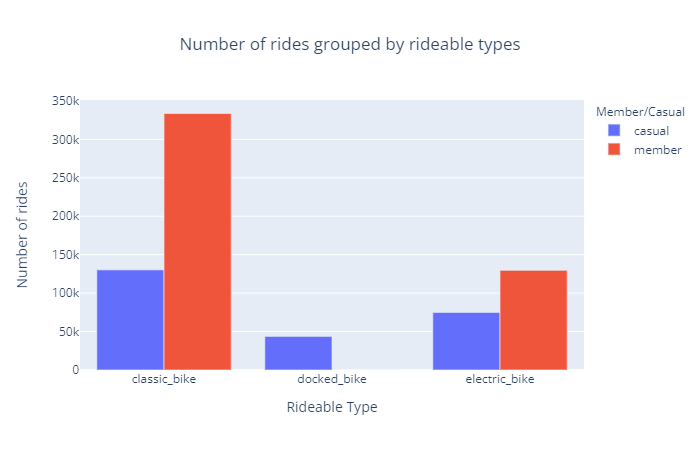 Number of rides grouped by rideable types
350k
300k
250k
200k
150k
100k
50k
0
Number of rides
classic_bike docked_bike electric_bike
Rideable Type
Member/Casual
casual
member